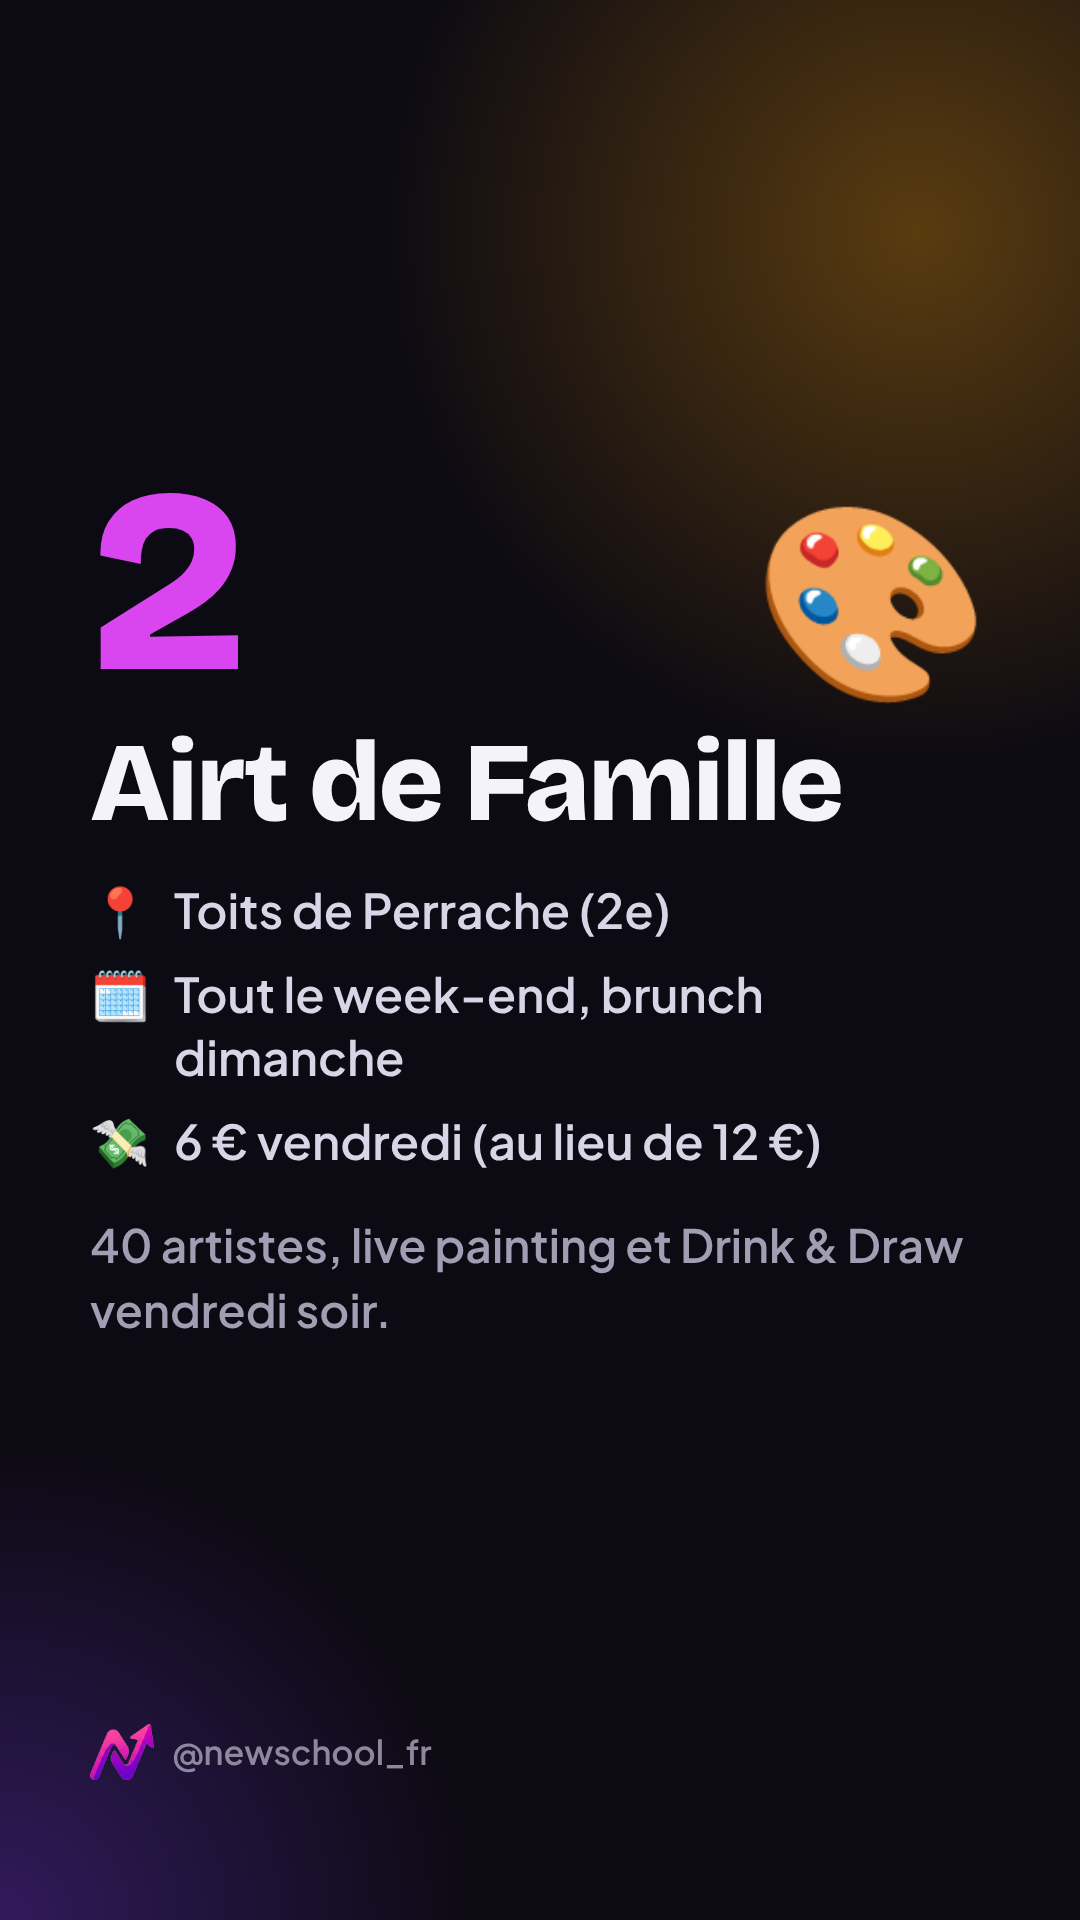 2
Airt de Famille
Toits de Perrache (2e)
Tout le week-end, brunch
dimanche
6 € vendredi (au lieu de 12 €)
40 artistes, live painting et Drink & Draw
vendredi soir.
@newschool_fr